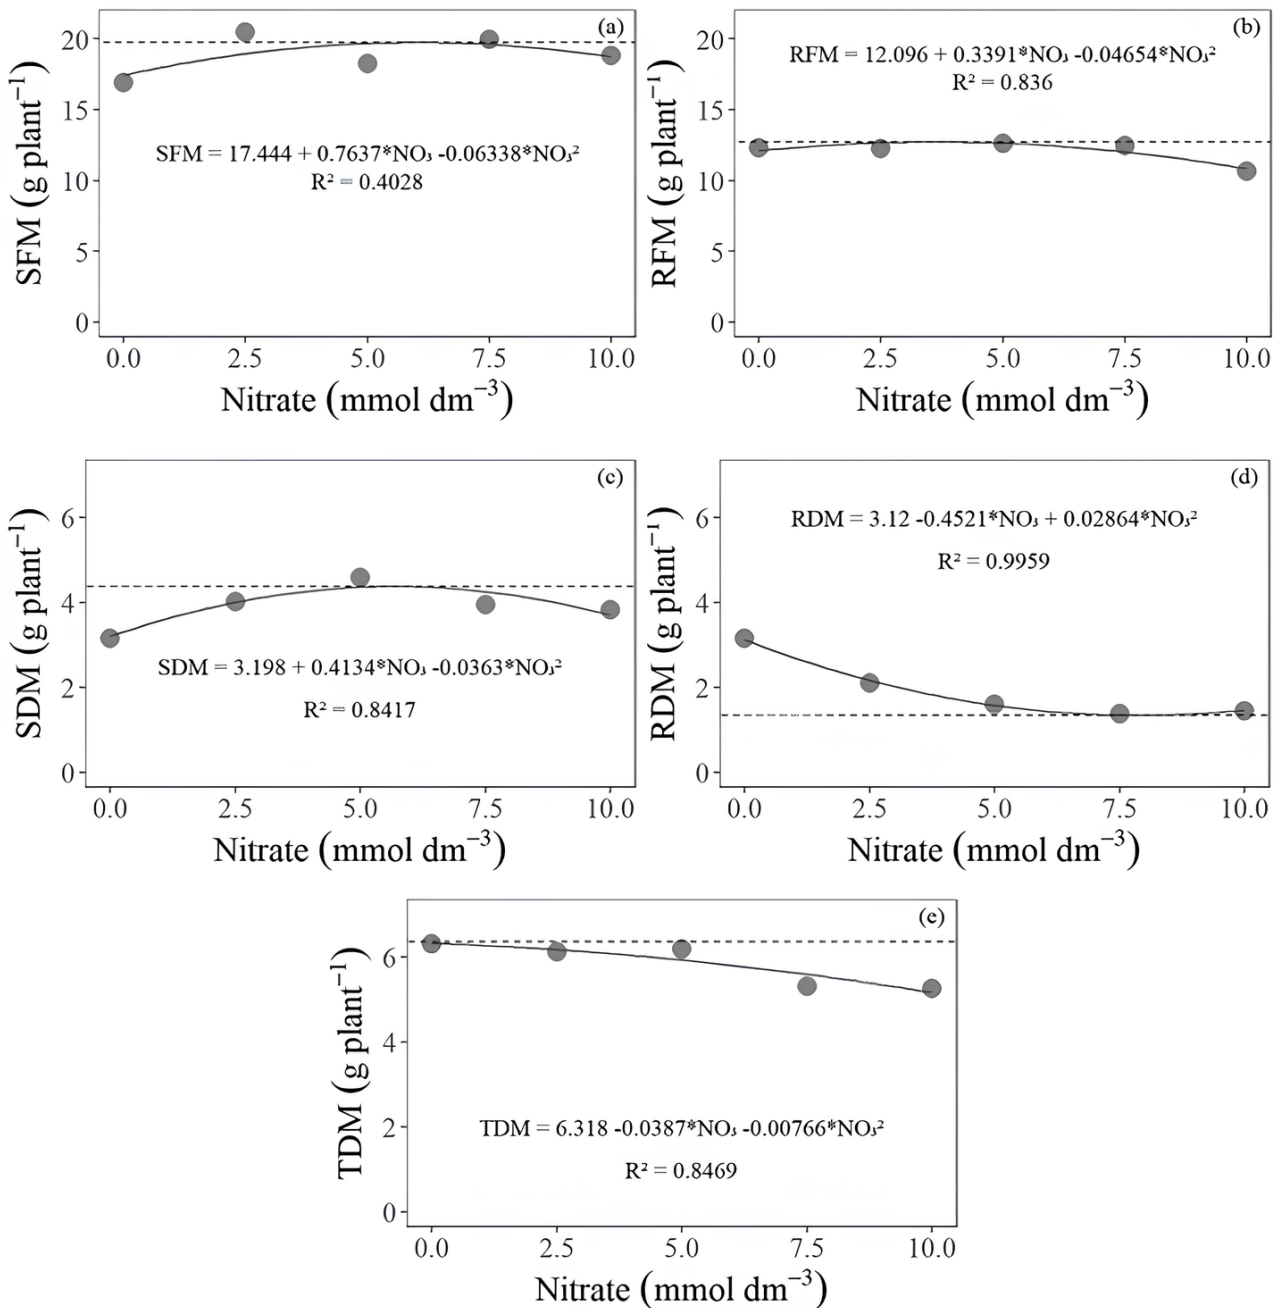 (a)
SFM (g plant⁻¹)
20
15
10
5
0
SFM = 17.444 + 0.7637*NO₃ -0.06338*NO₃²
R² = 0.4028
0.0 2.5 5.0 7.5 10.0
Nitrate (mmol dm⁻³)
(b)
RFM (g plant⁻¹)
20
15
10
5
0
RFM = 12.096 + 0.3391*NO₃ -0.04654*NO₃²
R² = 0.836
0.0 2.5 5.0 7.5 10.0
Nitrate (mmol dm⁻³)
(c)
SDM (g plant⁻¹)
6
4
2
0
SDM = 3.198 + 0.4134*NO₃ -0.0363*NO₃²
R² = 0.8417
0.0 2.5 5.0 7.5 10.0
Nitrate (mmol dm⁻³)
(d)
RDM (g plant⁻¹)
6
4
2
0
RDM = 3.12 -0.4521*NO₃ + 0.02864*NO₃²
R² = 0.9959
0.0 2.5 5.0 7.5 10.0
Nitrate (mmol dm⁻³)
(e)
TDM (g plant⁻¹)
6
4
2
0
TDM = 6.318 -0.0387*NO₃ -0.00766*NO₃²
R² = 0.8469
0.0 2.5 5.0 7.5 10.0
Nitrate (mmol dm⁻³)